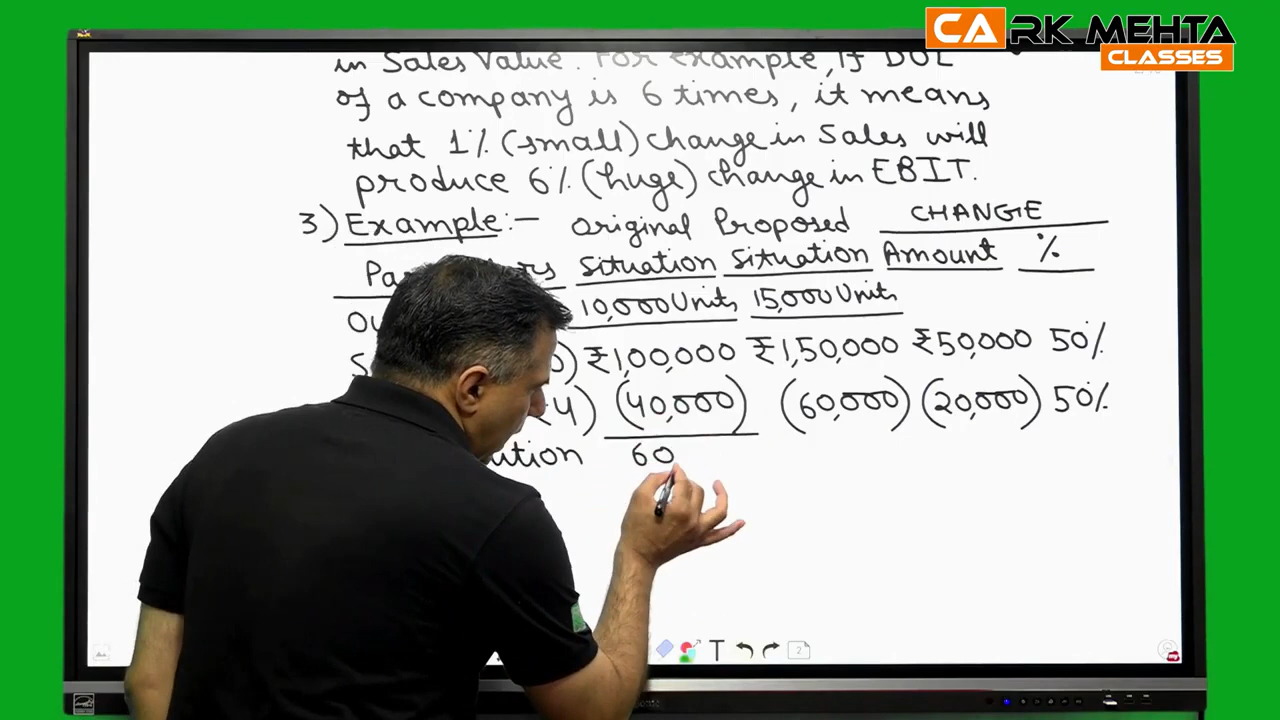 CA RK MEHTA
CLASSES
in Sales Value. For example, if DOL
of a company is 6 times, it means
that 1% (small) change in Sales will
produce 6% (huge) change in EBIT.
3) Example:- Original Proposed CHANGE
Situation Situation Amount %
10,000 Units 15,000 Units
₹1,00,000 ₹1,50,000 ₹50,000 50%
4) (40,000) (60,000) (20,000) 50%
60
T 2